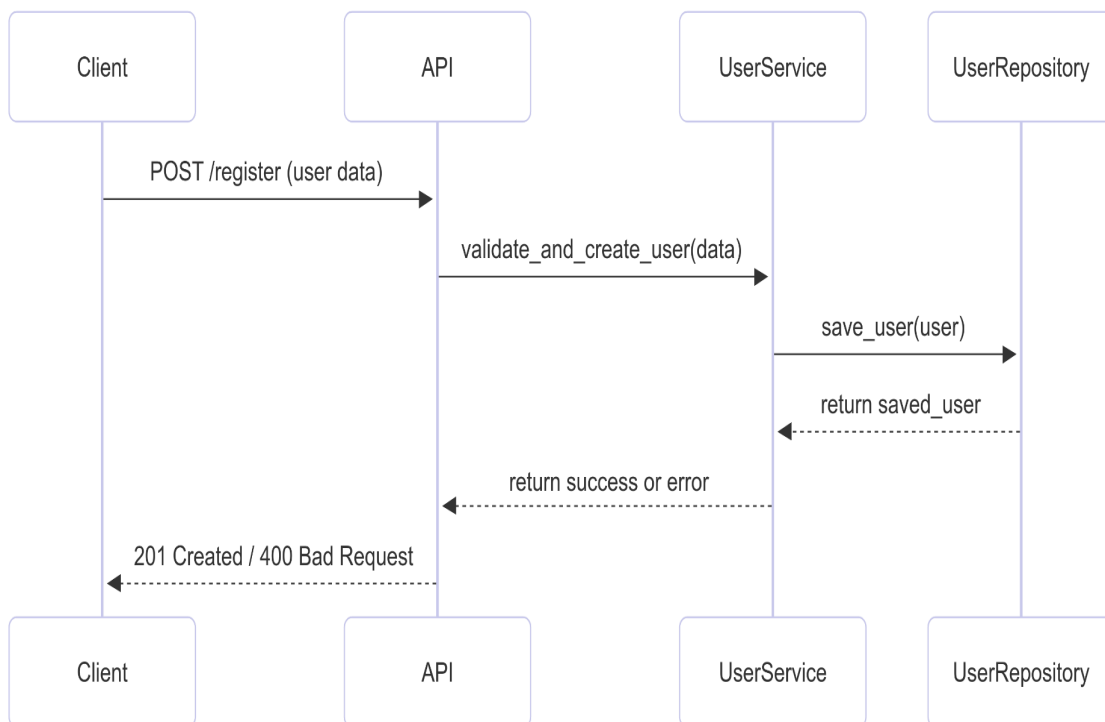 Client
API
UserService
UserRepository
POST /register (user data)
validate_and_create_user(data)
save_user(user)
return saved_user
return success or error
201 Created / 400 Bad Request
Client
API
UserService
UserRepository